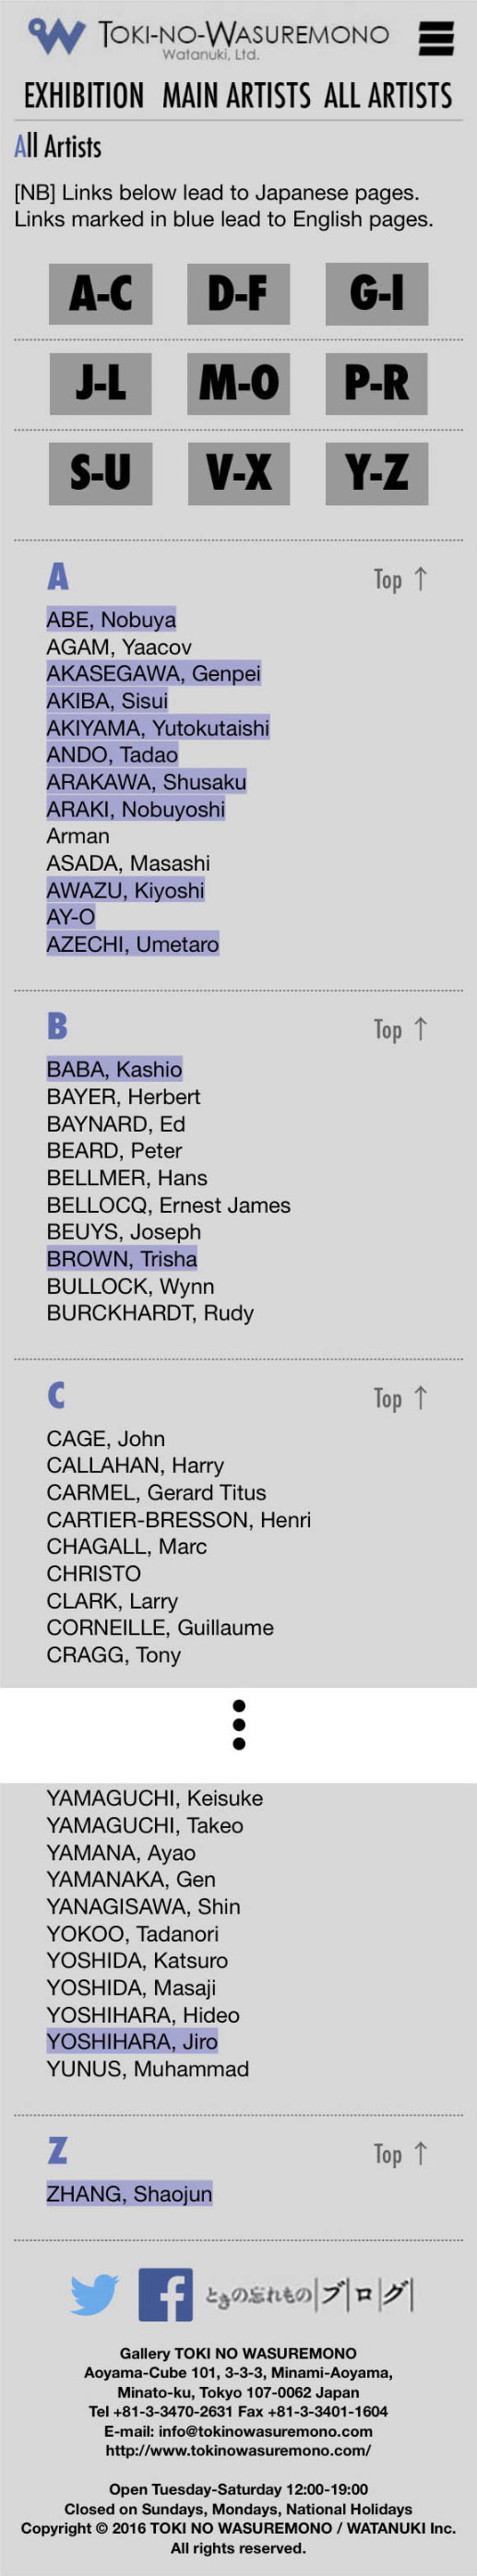 TOKI-NO-WASUREMONO
Watanuki, Ltd.
EXHIBITION MAIN ARTISTS ALL ARTISTS
All Artists
[NB] Links below lead to Japanese pages.
Links marked in blue lead to English pages.
A-C D-F G-I
J-L M-O P-R
S-U V-X Y-Z
A Top ↑
ABE, Nobuya
AGAM, Yaacov
AKASEGAWA, Genpei
AKIBA, Sisui
AKIYAMA, Yutokutaishi
ANDO, Tadao
ARAKAWA, Shusaku
ARAKI, Nobuyoshi
Arman
ASADA, Masashi
AWAZU, Kiyoshi
AY-O
AZECHI, Umetaro
B Top ↑
BABA, Kashio
BAYER, Herbert
BAYNARD, Ed
BEARD, Peter
BELLMER, Hans
BELLOCQ, Ernest James
BEUYS, Joseph
BROWN, Trisha
BULLOCK, Wynn
BURCKHARDT, Rudy
C Top ↑
CAGE, John
CALLAHAN, Harry
CARMEL, Gerard Titus
CARTIER-BRESSON, Henri
CHAGALL, Marc
CHRISTO
CLARK, Larry
CORNEILLE, Guillaume
CRAGG, Tony
YAMAGUCHI, Keisuke
YAMAGUCHI, Takeo
YAMANA, Ayao
YAMANAKA, Gen
YANAGISAWA, Shin
YOKOO, Tadanori
YOSHIDA, Katsuro
YOSHIDA, Masaji
YOSHIHARA, Hideo
YOSHIHARA, Jiro
YUNUS, Muhammad
Z Top ↑
ZHANG, Shaojun
ときの忘れもの|ブ|ロ|グ|
Gallery TOKI NO WASUREMONO
Aoyama-Cube 101, 3-3-3, Minami-Aoyama,
Minato-ku, Tokyo 107-0062 Japan
Tel +81-3-3470-2631 Fax +81-3-3401-1604
E-mail: info@tokinowasuremono.com
http://www.tokinowasuremono.com/
Open Tuesday-Saturday 12:00-19:00
Closed on Sundays, Mondays, National Holidays
Copyright © 2016 TOKI NO WASUREMONO / WATANUKI Inc.
All rights reserved.